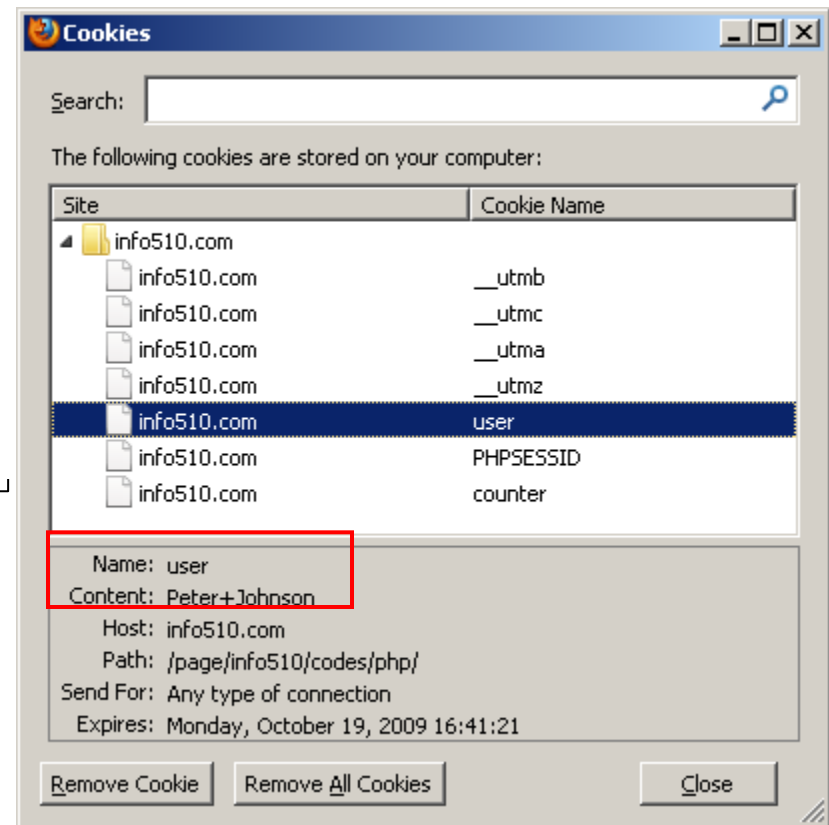 Cookies
Search:
The following cookies are stored on your computer:
Site Cookie Name
info510.com
info510.com __utmb
info510.com __utmc
info510.com __utma
info510.com __utmz
info510.com user
info510.com PHPSESSID
info510.com counter
Name: user
Content: Peter+Johnson
Host: info510.com
Path: /page/info510/codes/php/
Send For: Any type of connection
Expires: Monday, October 19, 2009 16:41:21
Remove Cookie Remove All Cookies Close